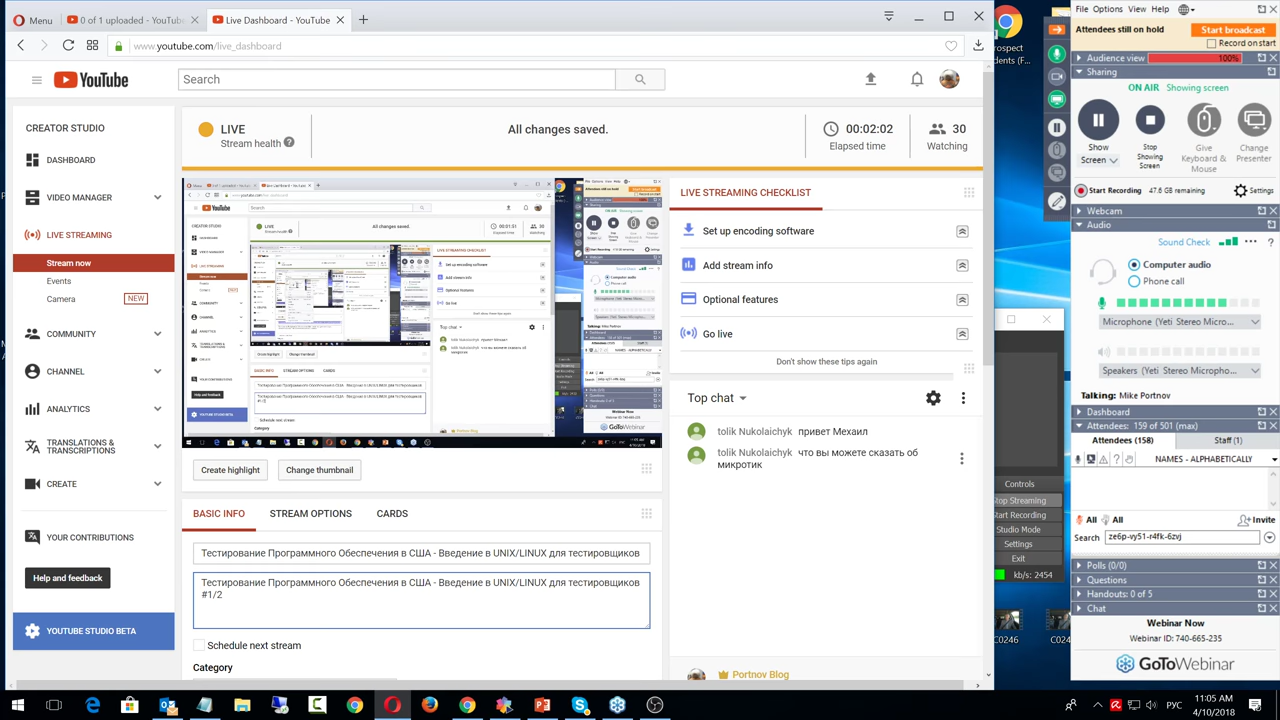 Menu
0 of 1 uploaded - YouTube
Live Dashboard - YouTube
www.youtube.com/live_dashboard
YouTube
Search
CREATOR STUDIO
DASHBOARD
VIDEO MANAGER
LIVE STREAMING
Stream now
Events
Camera
NEW
COMMUNITY
CHANNEL
ANALYTICS
TRANSLATIONS &
TRANSCRIPTIONS
CREATE
YOUR CONTRIBUTIONS
Help and feedback
YOUTUBE STUDIO BETA
LIVE
Stream health
All changes saved.
00:02:02
Elapsed time
30
Watching
Create highlight
Change thumbnail
BASIC INFO
STREAM OPTIONS
CARDS
Тестирование Програмного Обеспечения в США - Введение в UNIX/LINUX для тестировщиков
Тестирование Програмного Обеспечения в США - Введение в UNIX/LINUX для тестировщиков
#1/2
Schedule next stream
Category
LIVE STREAMING CHECKLIST
Set up encoding software
Add stream info
Optional features
Go live
Don't show these tips again
Top chat
tolik Nukolaichyk привет Механл
tolik Nukolaichyk что вы можете сказать об
микротик
Portnov Blog
Controls
Stop Streaming
Start Recording
Studio Mode
Settings
Exit
kb/s: 2454
C0246
File Options View Help
Attendees still on hold
Start broadcast
Record on start
Audience view
100%
Sharing
ON AIR Showing screen
Show
Screen
Stop
Showing
Screen
Give
Keyboard &
Mouse
Change
Presenter
Start Recording
47.6 GB remaining
Settings
Webcam
Audio
Sound Check
?
Computer audio
Phone call
Microphone (Yeti Stereo Micro...
Speakers (Yeti Stereo Micropho...
Talking: Mike Portnov
Dashboard
Attendees: 159 of 501 (max)
Attendees (158)
Staff (1)
NAMES - ALPHABETICALLY
All
All
Invite
Search
ze6p-vy51-r4fk-6zvj
Polls (0/0)
Questions
Handouts: 0 of 5
Chat
Webinar Now
Webinar ID: 740-665-235
GoToWebinar
РУС
11:05 AM
4/10/2018